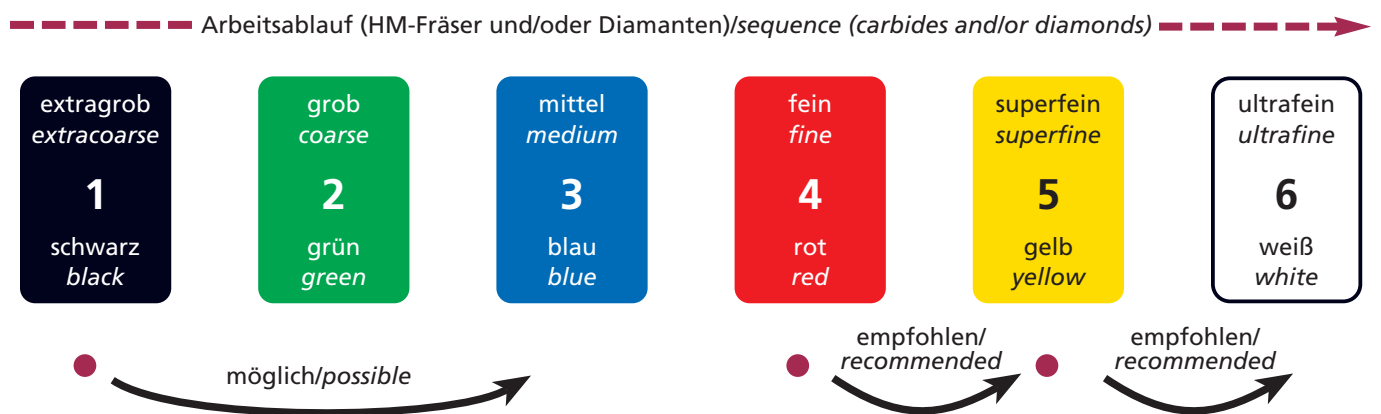 Arbeitsablauf (HM-Fräser und/oder Diamanten)/sequence (carbides and/or diamonds)
extragrob
extracoarse
1
schwarz
black
grob
coarse
2
grün
green
mittel
medium
3
blau
blue
fein
fine
4
rot
red
superfein
superfine
5
gelb
yellow
ultrafein
ultrafine
6
weiß
white
möglich/possible
empfohlen/
recommended
empfohlen/
recommended